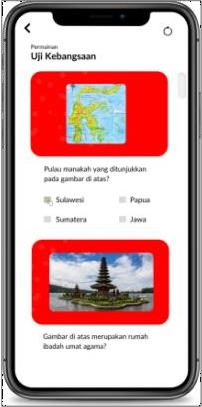 Permainan
Uji Kebangsaan
Pulau manakah yang ditunjukkan
pada gambar di atas?
Sulawesi
Papua
Sumatera
Jawa
Gambar di atas merupakan rumah
ibadah umat agama?